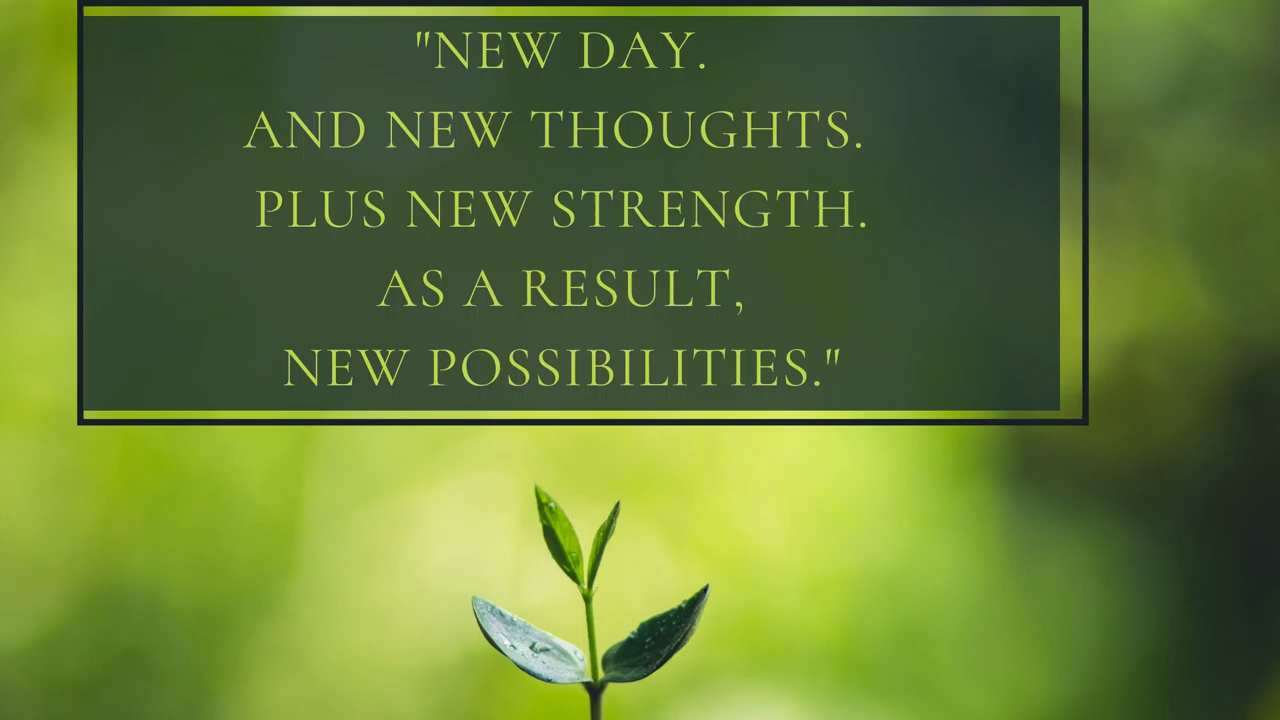 "NEW DAY.
AND NEW THOUGHTS.
PLUS NEW STRENGTH.
AS A RESULT,
NEW POSSIBILITIES."